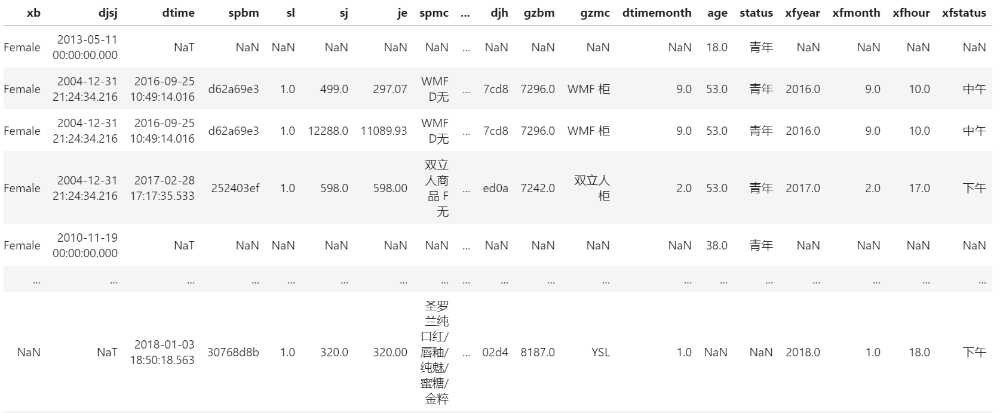 xb djsj dtime spbm sl sj je spmc ... djh gzbm gzmc dtimemonth age status xfyear xfmonth xfhour xfstatus
Female 2013-05-11 00:00:00.000 NaT NaN NaN NaN NaN NaN ... NaN NaN NaN NaN 18.0 青年 NaN NaN NaN NaN
Female 2004-12-31 21:24:34.216 2016-09-25 10:49:14.016 d62a69e3 1.0 499.0 297.07 WMF D无 ... 7cd8 7296.0 WMF 柜 9.0 53.0 青年 2016.0 9.0 10.0 中午
Female 2004-12-31 21:24:34.216 2016-09-25 10:49:14.016 d62a69e3 1.0 12288.0 11089.93 WMF D无 ... 7cd8 7296.0 WMF 柜 9.0 53.0 青年 2016.0 9.0 10.0 中午
Female 2004-12-31 21:24:34.216 2017-02-28 17:17:35.533 252403ef 1.0 598.0 598.00 双立人商品 F 无 ... ed0a 7242.0 双立人柜 2.0 53.0 青年 2017.0 2.0 17.0 下午
Female 2010-11-19 00:00:00.000 NaT NaN NaN NaN NaN NaN ... NaN NaN NaN NaN 38.0 青年 NaN NaN NaN NaN
... ... ... ... ... ... ... ... ... ... ... ... ... ... ... ... ... ... ...
NaN NaT 2018-01-03 18:50:18.563 30768d8b 1.0 320.0 320.00 圣罗兰纯口红/唇釉/纯魅/蜜糖/金粹 ... 02d4 8187.0 YSL 1.0 NaN NaN 2018.0 1.0 18.0 下午